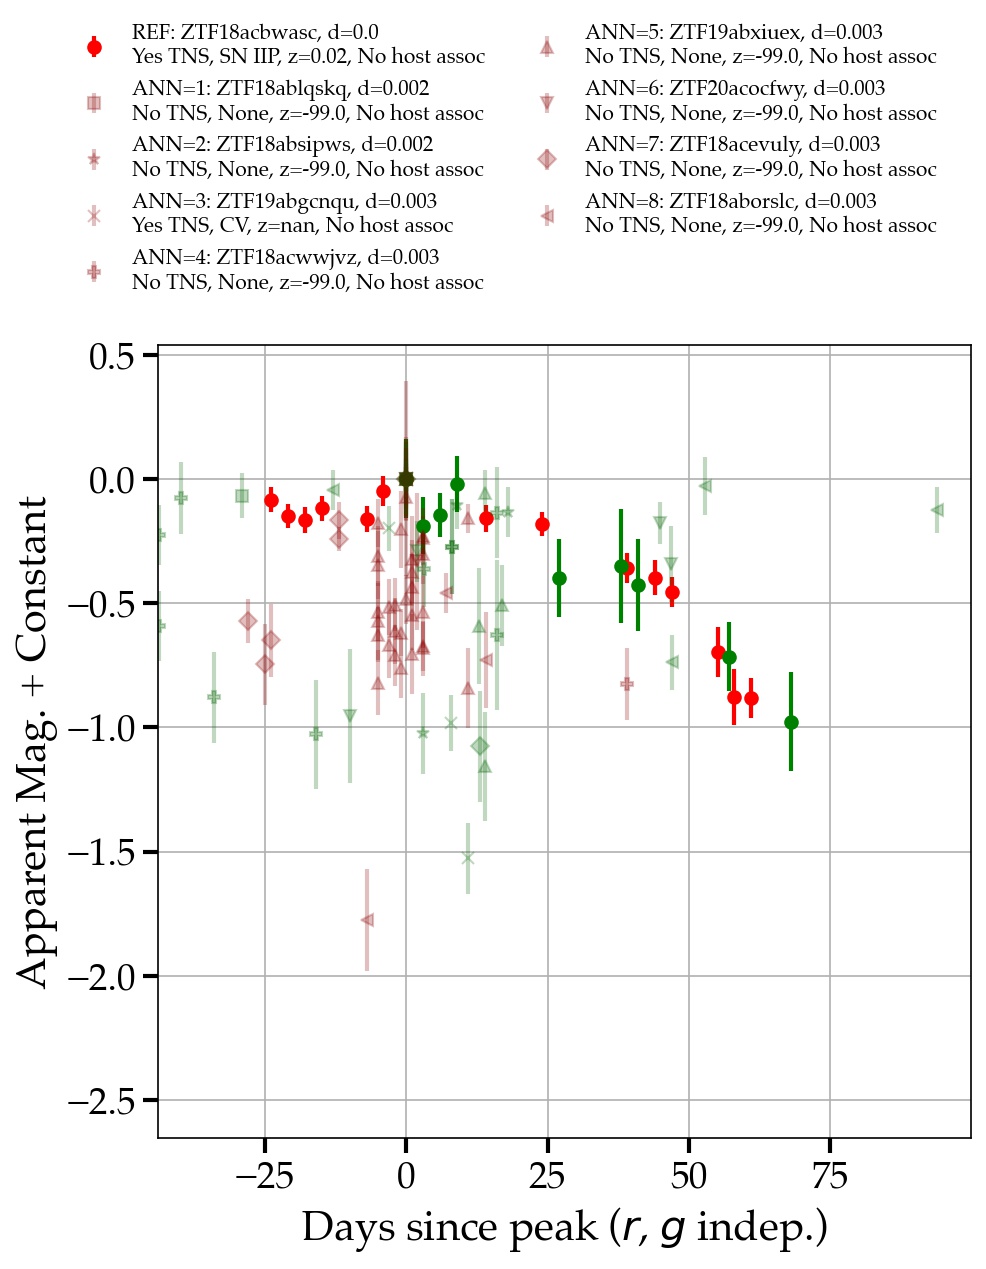 REF: ZTF18acbwasc, d=0.0
Yes TNS, SN IIP, z=0.02, No host assoc
ANN=1: ZTF18ablqskq, d=0.002
No TNS, None, z=-99.0, No host assoc
ANN=2: ZTF18absipws, d=0.002
No TNS, None, z=-99.0, No host assoc
ANN=3: ZTF19abgcnqu, d=0.003
Yes TNS, CV, z=nan, No host assoc
ANN=4: ZTF18acwwjvz, d=0.003
No TNS, None, z=-99.0, No host assoc
ANN=5: ZTF19abxiuex, d=0.003
No TNS, None, z=-99.0, No host assoc
ANN=6: ZTF20acocfwy, d=0.003
No TNS, None, z=-99.0, No host assoc
ANN=7: ZTF18acevuly, d=0.003
No TNS, None, z=-99.0, No host assoc
ANN=8: ZTF18aborslc, d=0.003
No TNS, None, z=-99.0, No host assoc
Apparent Mag. + Constant
0.5
0.0
−0.5
−1.0
−1.5
−2.0
−2.5
−25
0
25
50
75
Days since peak (r, g indep.)